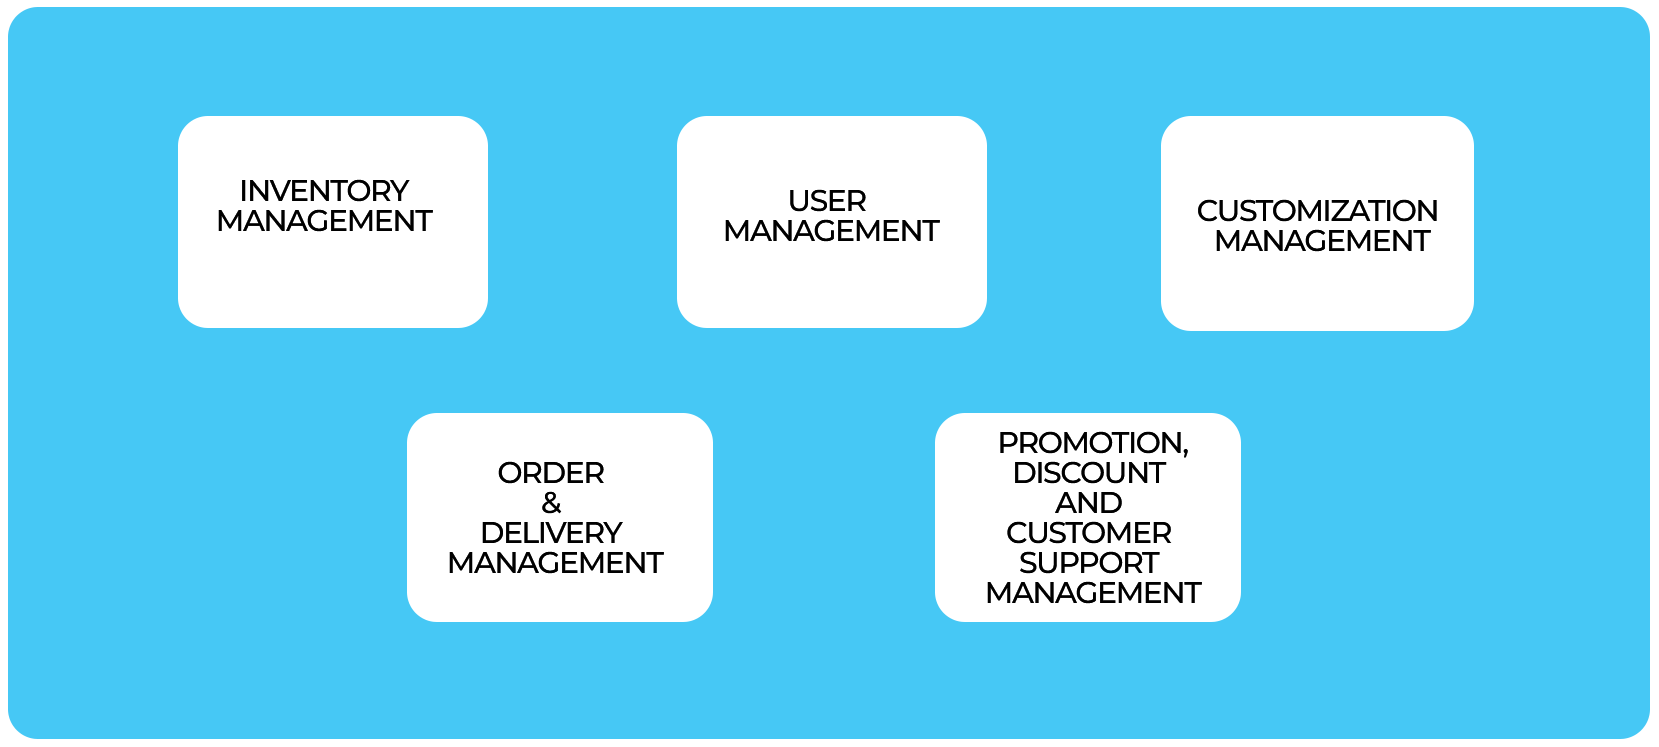 INVENTORY
MANAGEMENT
USER
MANAGEMENT
CUSTOMIZATION
MANAGEMENT
ORDER
&
DELIVERY
MANAGEMENT
PROMOTION,
DISCOUNT
AND
CUSTOMER
SUPPORT
MANAGEMENT